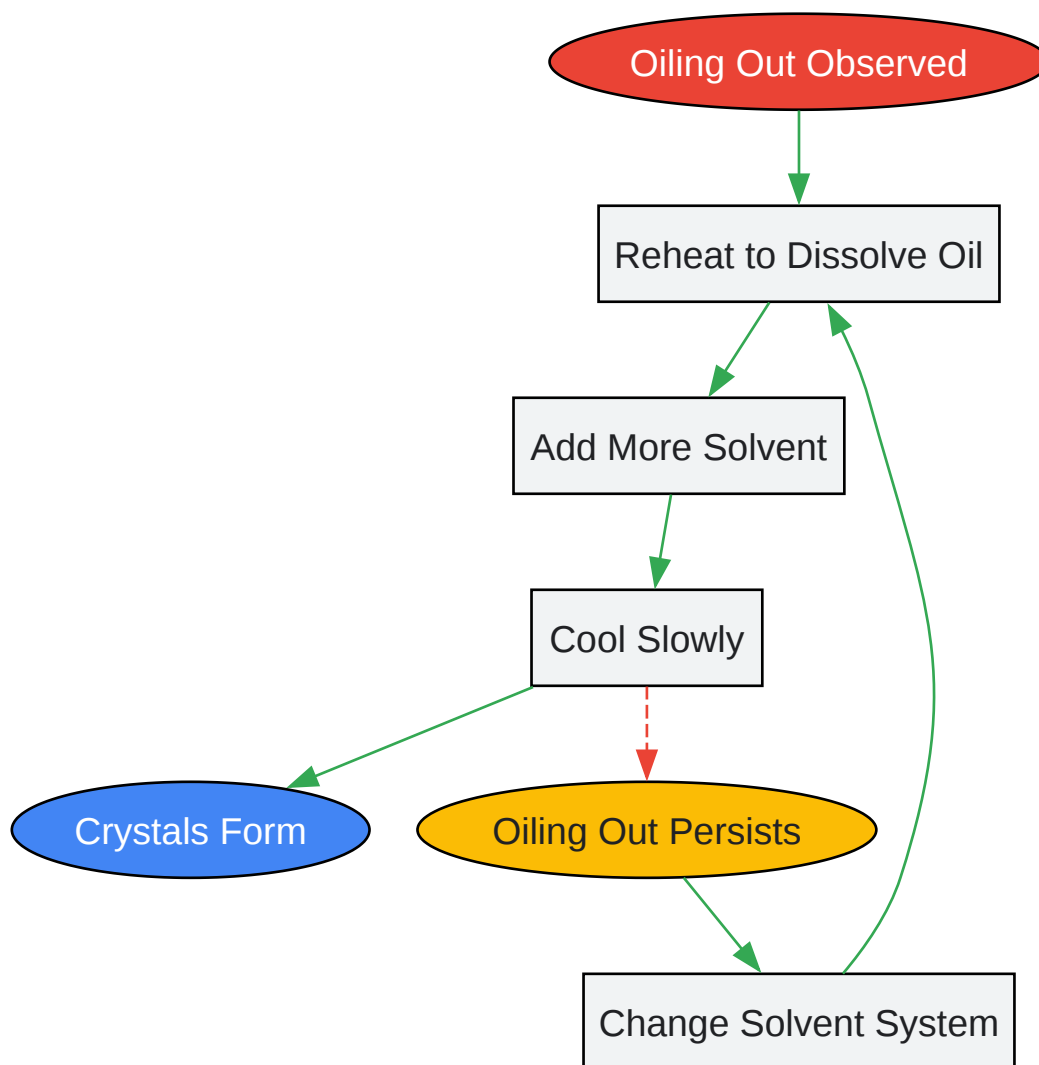 Oiling Out Observed
Reheat to Dissolve Oil
Add More Solvent
Cool Slowly
Crystals Form
Oiling Out Persists
Change Solvent System